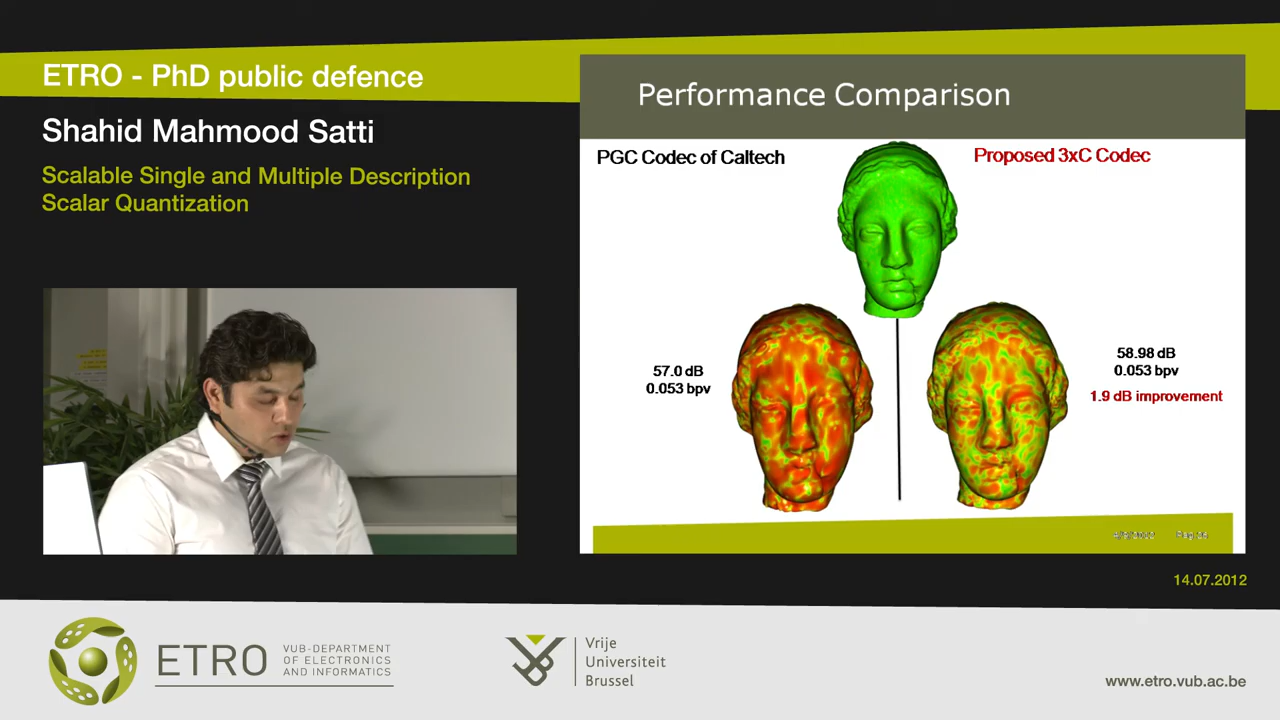 ETRO - PhD public defence
Shahid Mahmood Satti
Scalable Single and Multiple Description
Scalar Quantization
Performance Comparison
PGC Codec of Caltech
Proposed 3xC Codec
57.0 dB
0.053 bpv
58.98 dB
0.053 bpv
1.9 dB improvement
14.07.2012
ETRO
VUB-DEPARTMENT
OF ELECTRONICS
AND INFORMATICS
Vrije
Universiteit
Brussel
www.etro.vub.ac.be